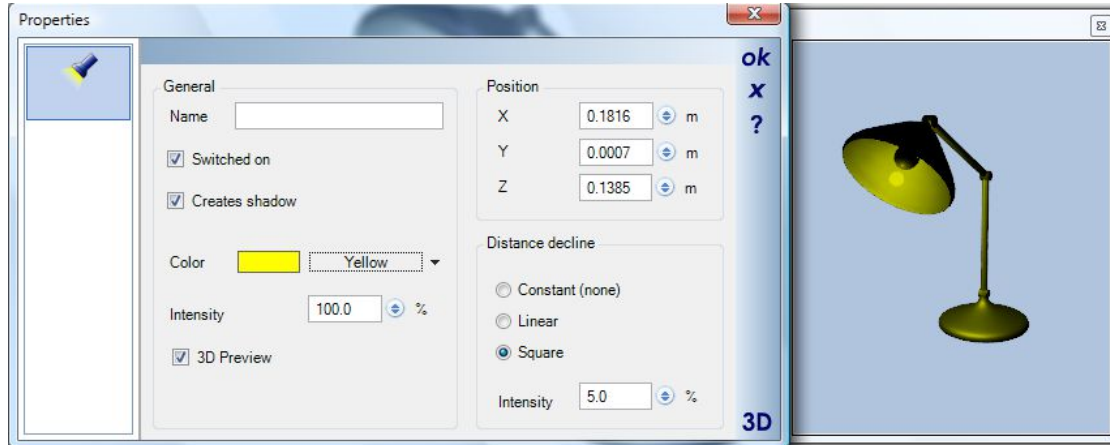 Properties
General
Name
Switched on
Creates shadow
Color Yellow
Intensity 100.0 %
3D Preview
Position
X 0.1816 m
Y 0.0007 m
Z 0.1385 m
Distance decline
Constant (none)
Linear
Square
Intensity 5.0 %
ok
x
?
3D